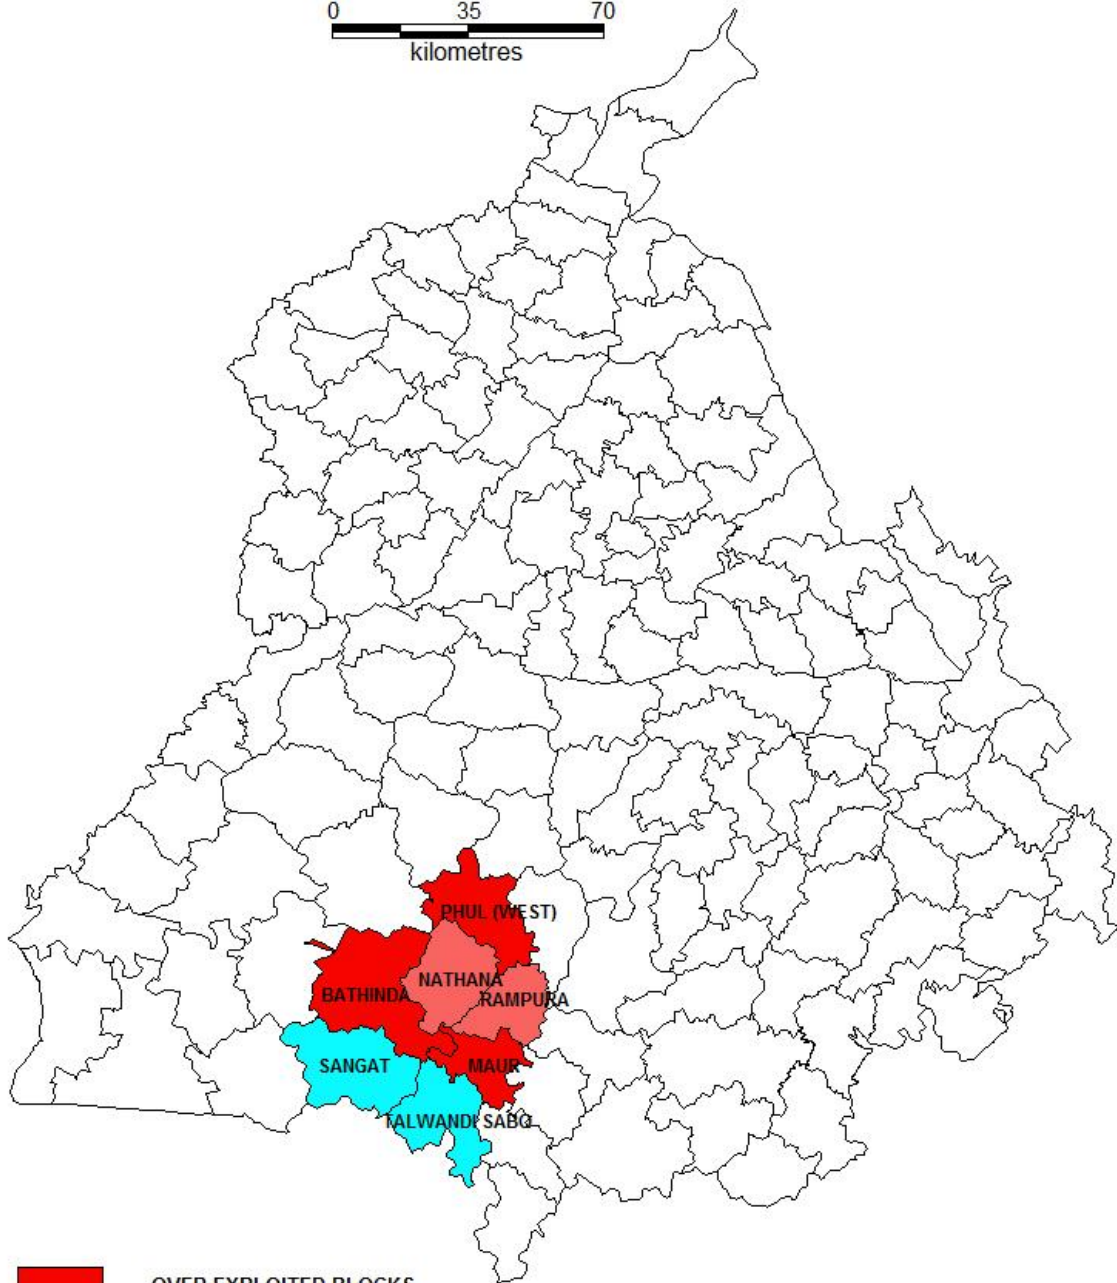 0 35 70
kilometres
PHUL (WEST)
NATHANA
BATHINDA
RAMPURA
SANGAT
MAUR
TALWANDI SABO
OVER EXPLOITED BLOCKS